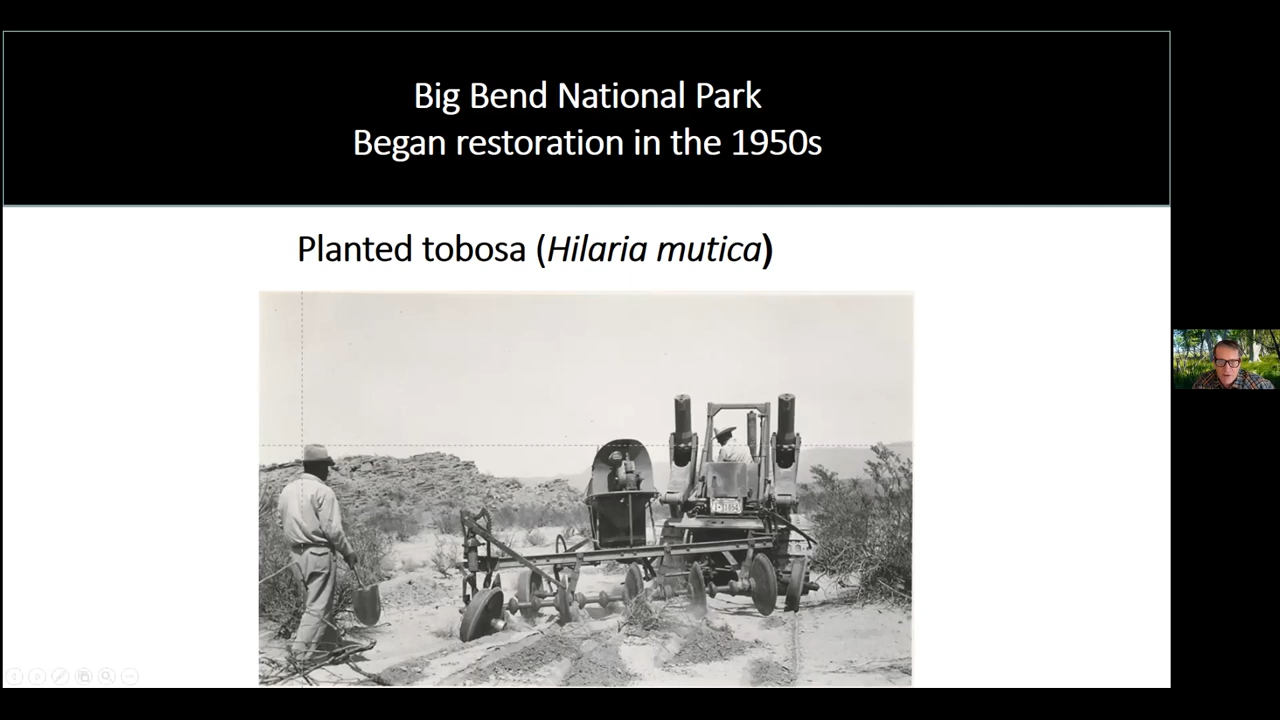 Big Bend National Park
Began restoration in the 1950s
Planted tobosa (Hilaria mutica)